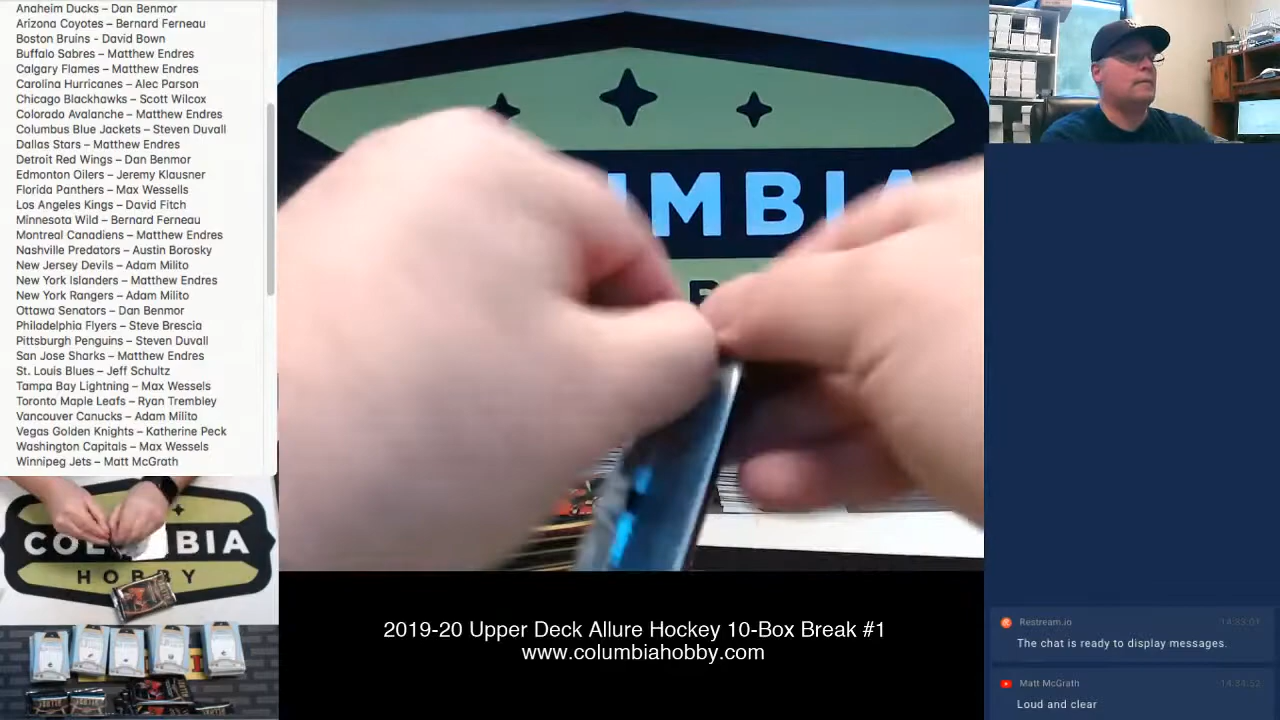 Anaheim Ducks – Dan Benmor
Arizona Coyotes – Bernard Ferneau
Boston Bruins - David Bown
Buffalo Sabres – Matthew Endres
Calgary Flames – Matthew Endres
Carolina Hurricanes – Alec Parson
Chicago Blackhawks – Scott Wilcox
Colorado Avalanche – Matthew Endres
Columbus Blue Jackets – Steven Duvall
Dallas Stars – Matthew Endres
Detroit Red Wings – Dan Benmor
Edmonton Oilers – Jeremy Klausner
Florida Panthers – Max Wessells
Los Angeles Kings – David Fitch
Minnesota Wild – Bernard Ferneau
Montreal Canadiens – Matthew Endres
Nashville Predators – Austin Borosky
New Jersey Devils – Adam Milito
New York Islanders – Matthew Endres
New York Rangers – Adam Milito
Ottawa Senators – Dan Benmor
Philadelphia Flyers – Steve Brescia
Pittsburgh Penguins – Steven Duvall
San Jose Sharks – Matthew Endres
St. Louis Blues – Jeff Schultz
Tampa Bay Lightning – Max Wessels
Toronto Maple Leafs – Ryan Trembley
Vancouver Canucks – Adam Milito
Vegas Golden Knights – Katherine Peck
Washington Capitals – Max Wessels
Winnipeg Jets – Matt McGrath
UMBIA
COLUMBIA
HOBBY
2019-20 Upper Deck Allure Hockey 10-Box Break #1
www.columbiahobby.com
Restream.io 14:33:01
The chat is ready to display messages.
Matt McGrath 14:34:52
Loud and clear